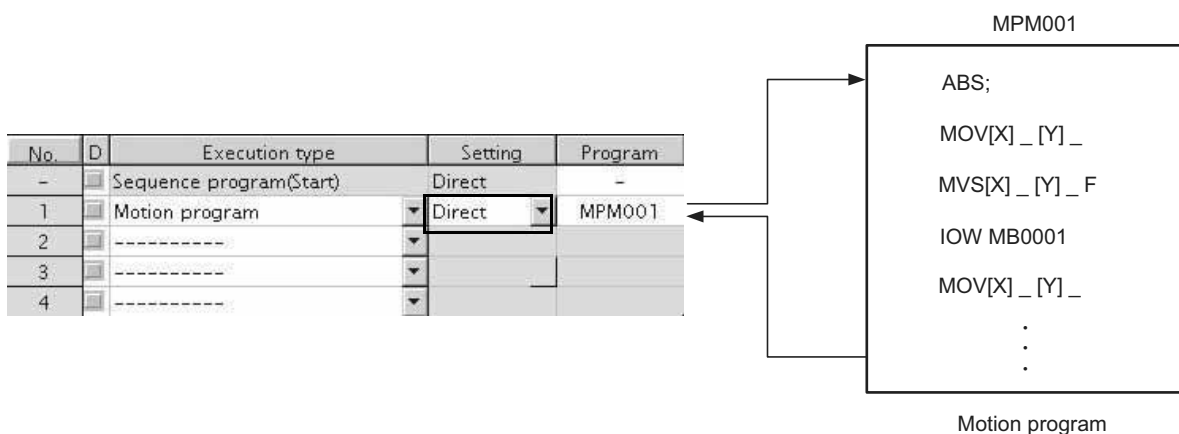 MPM001
No. D Execution type Setting Program
- Sequence program(Start) Direct -
1 Motion program Direct MPM001
2 ----------
3 ----------
4 ----------
ABS;
MOV[X] _ [Y] _
MVS[X] _ [Y] _ F
IOW MB0001
MOV[X] _ [Y] _
.
.
.
Motion program